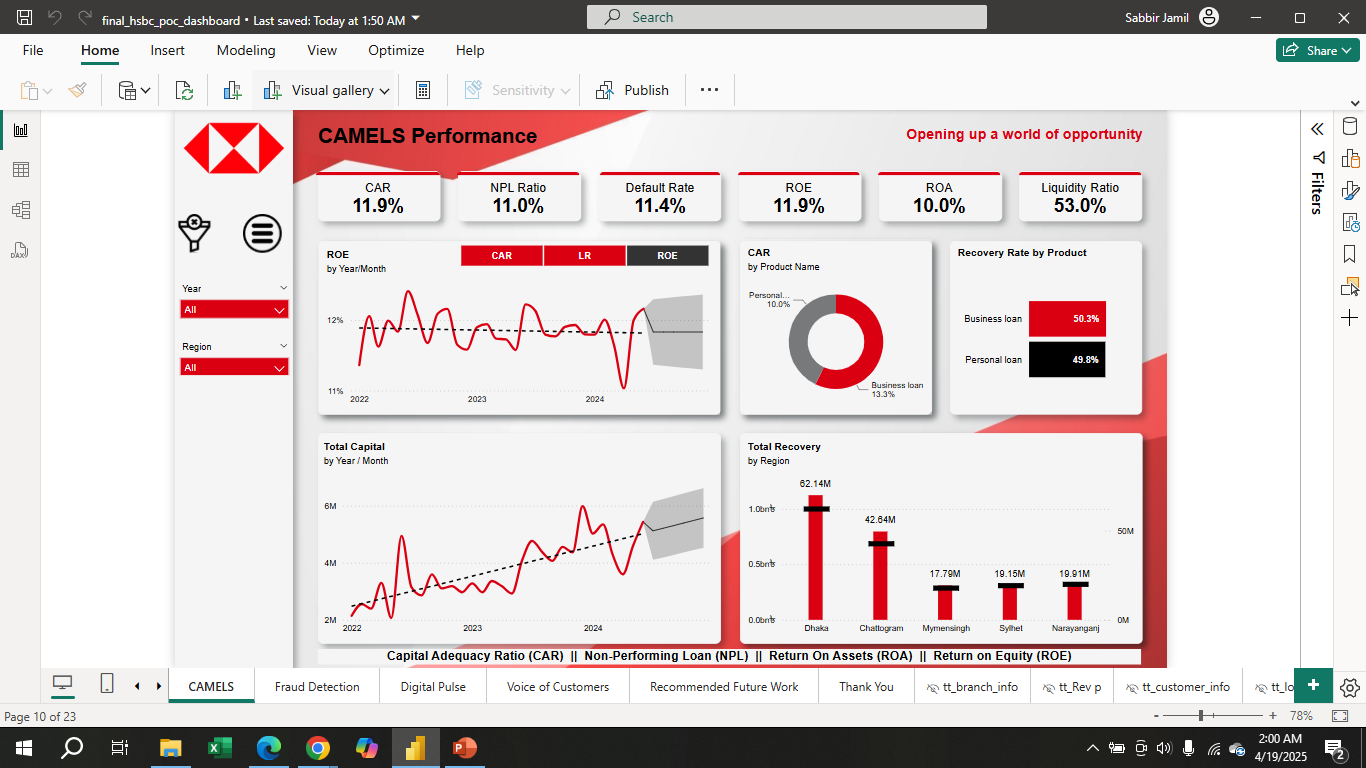 final_hsbc_poc_dashboard • Last saved: Today at 1:50 AM
Search
Sabbir Jamil
File
Home
Insert
Modeling
View
Optimize
Help
Share
Visual gallery
Sensitivity
Publish
CAMELS Performance
Opening up a world of opportunity
CAR
11.9%
NPL Ratio
11.0%
Default Rate
11.4%
ROE
11.9%
ROA
10.0%
Liquidity Ratio
53.0%
Filters
Year
All
Region
All
ROE
by Year/Month
CAR
LR
ROE
12%
11%
2022
2023
2024
CAR
by Product Name
Personal...
10.0%
Business loan
13.3%
Recovery Rate by Product
Business loan
50.3%
Personal loan
49.8%
Total Capital
by Year / Month
6M
4M
2M
2022
2023
2024
Total Recovery
by Region
62.14M
42.64M
17.79M
19.15M
19.91M
50M
0M
Dhaka
Chattogram
Mymensingh
Sylhet
Narayanganj
Capital Adequacy Ratio (CAR) || Non-Performing Loan (NPL) || Return On Assets (ROA) || Return on Equity (ROE)
CAMELS
Fraud Detection
Digital Pulse
Voice of Customers
Recommended Future Work
Thank You
tt_branch_info
tt_Rev p
tt_customer_info
tt_lo
Page 10 of 23
78%
2:00 AM
4/19/2025
2